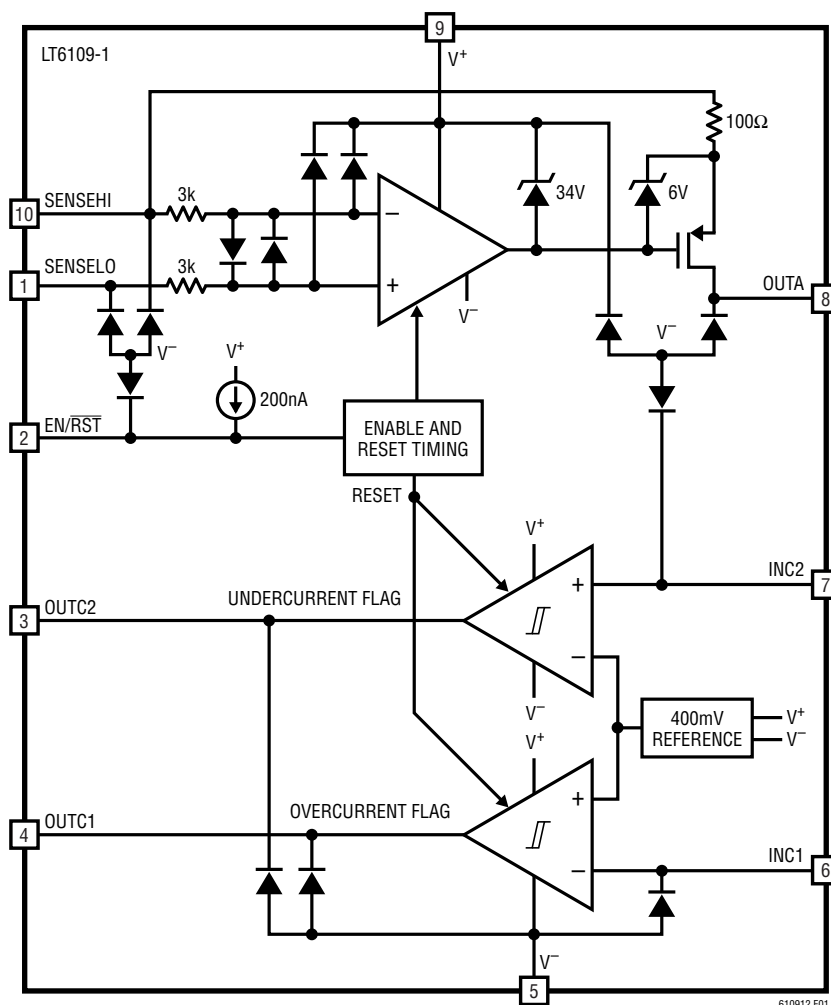 9
LT6109-1
V⁺
100Ω
34V
6V
10
SENSEHI
3k
−
1
SENSELO
3k
+
V⁻
OUTA
8
V⁻
V⁻
V⁺
200nA
2
EN/R̅S̅T̅
ENABLE AND
RESET TIMING
RESET
V⁺
INC2
7
+
3
OUTC2
UNDERCURRENT FLAG
−
V⁻
400mV
REFERENCE
V⁺
V⁻
V⁺
4
OUTC1
OVERCURRENT FLAG
+
INC1
6
−
V⁻
5
610912 F01